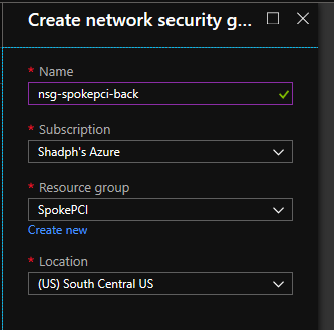 Create network security g...
* Name
nsg-spokepci-back
* Subscription
Shadph's Azure
* Resource group
SpokePCI
Create new
* Location
(US) South Central US